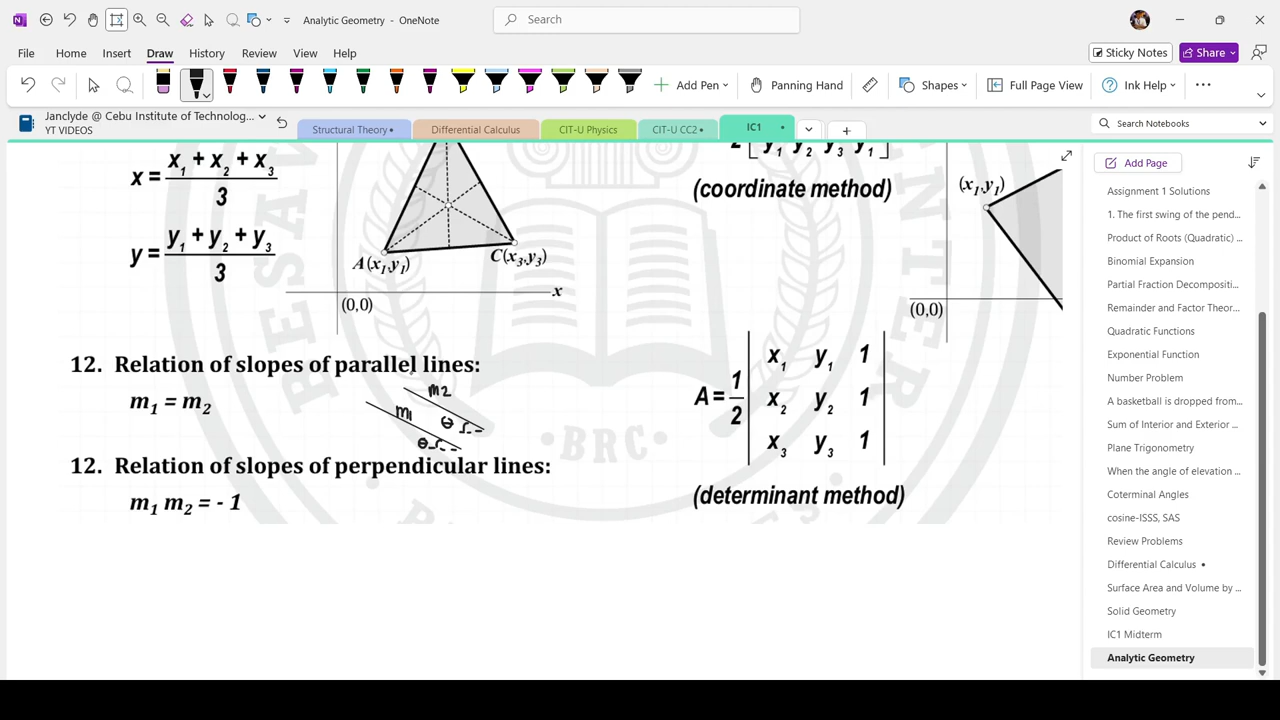 Analytic Geometry - OneNote
Search
File Home Insert Draw History Review View Help
Sticky Notes
Share
Add Pen
Panning Hand
Shapes
Full Page View
Ink Help
Janclyde @ Cebu Institute of Technolog...
YT VIDEOS
Structural Theory
Differential Calculus
CIT-U Physics
CIT-U CC2
IC1
Search Notebooks
Add Page
Assignment 1 Solutions
1. The first swing of the pend...
Product of Roots (Quadratic) ...
Binomial Expansion
Partial Fraction Decompositi...
Remainder and Factor Theor...
Quadratic Functions
Exponential Function
Number Problem
A basketball is dropped from...
Sum of Interior and Exterior ...
Plane Trigonometry
When the angle of elevation ...
Coterminal Angles
cosine-ISSS, SAS
Review Problems
Differential Calculus
Surface Area and Volume by ...
Solid Geometry
IC1 Midterm
Analytic Geometry
x = x₁ + x₂ + x₃
3
y = y₁ + y₂ + y₃
3
A(x₁,y₁)
C(x₃,y₃)
x
(0,0)
2 [y₁ y₂ y₃ y₁]
(coordinate method)
(x₁,y₁)
(0,0)
12. Relation of slopes of parallel lines:
m₁ = m₂
m2
m1
θ
θ
12. Relation of slopes of perpendicular lines:
m₁ m₂ = - 1
A = 1/2
x₁ y₁ 1
x₂ y₂ 1
x₃ y₃ 1
(determinant method)
BRC